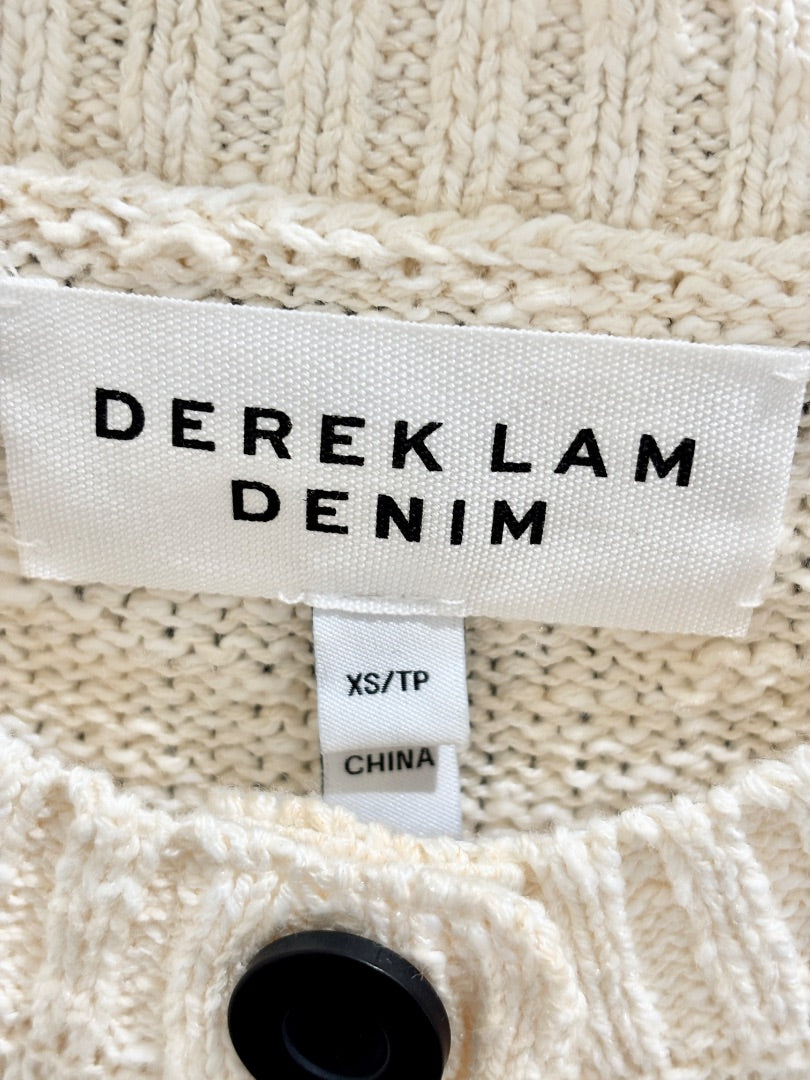 DEREK LAM
DENIM
XS/TP
CHINA